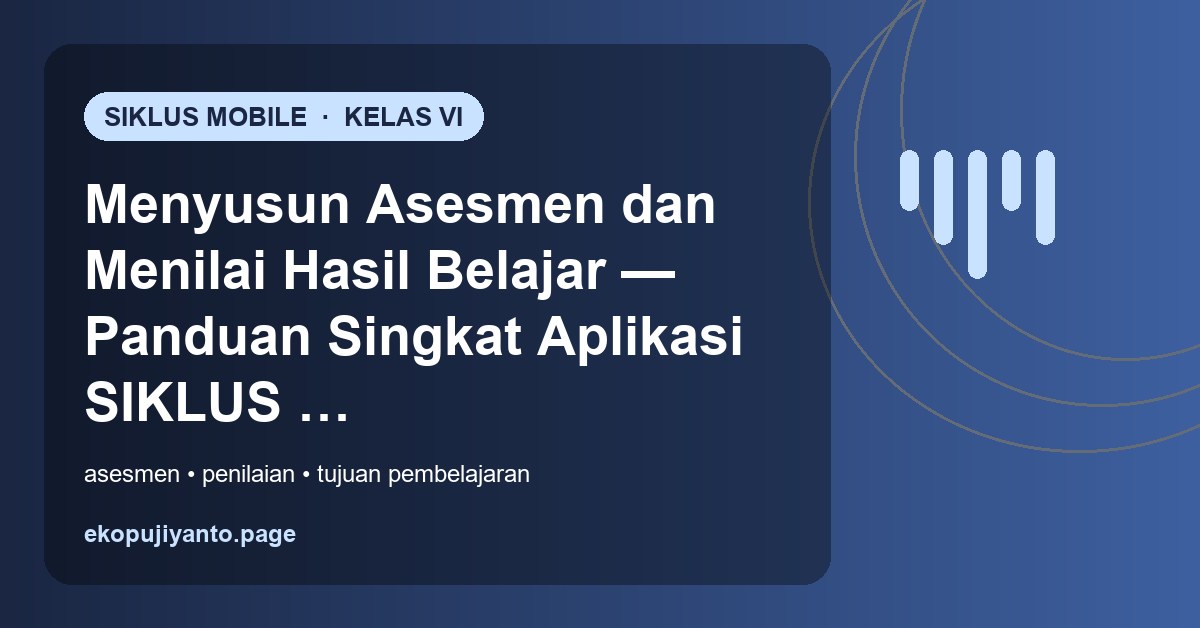 SIKLUS MOBILE · KELAS VI
Menyusun Asesmen dan
Menilai Hasil Belajar —
Panduan Singkat Aplikasi
SIKLUS …
asesmen • penilaian • tujuan pembelajaran
ekopujiyanto.page